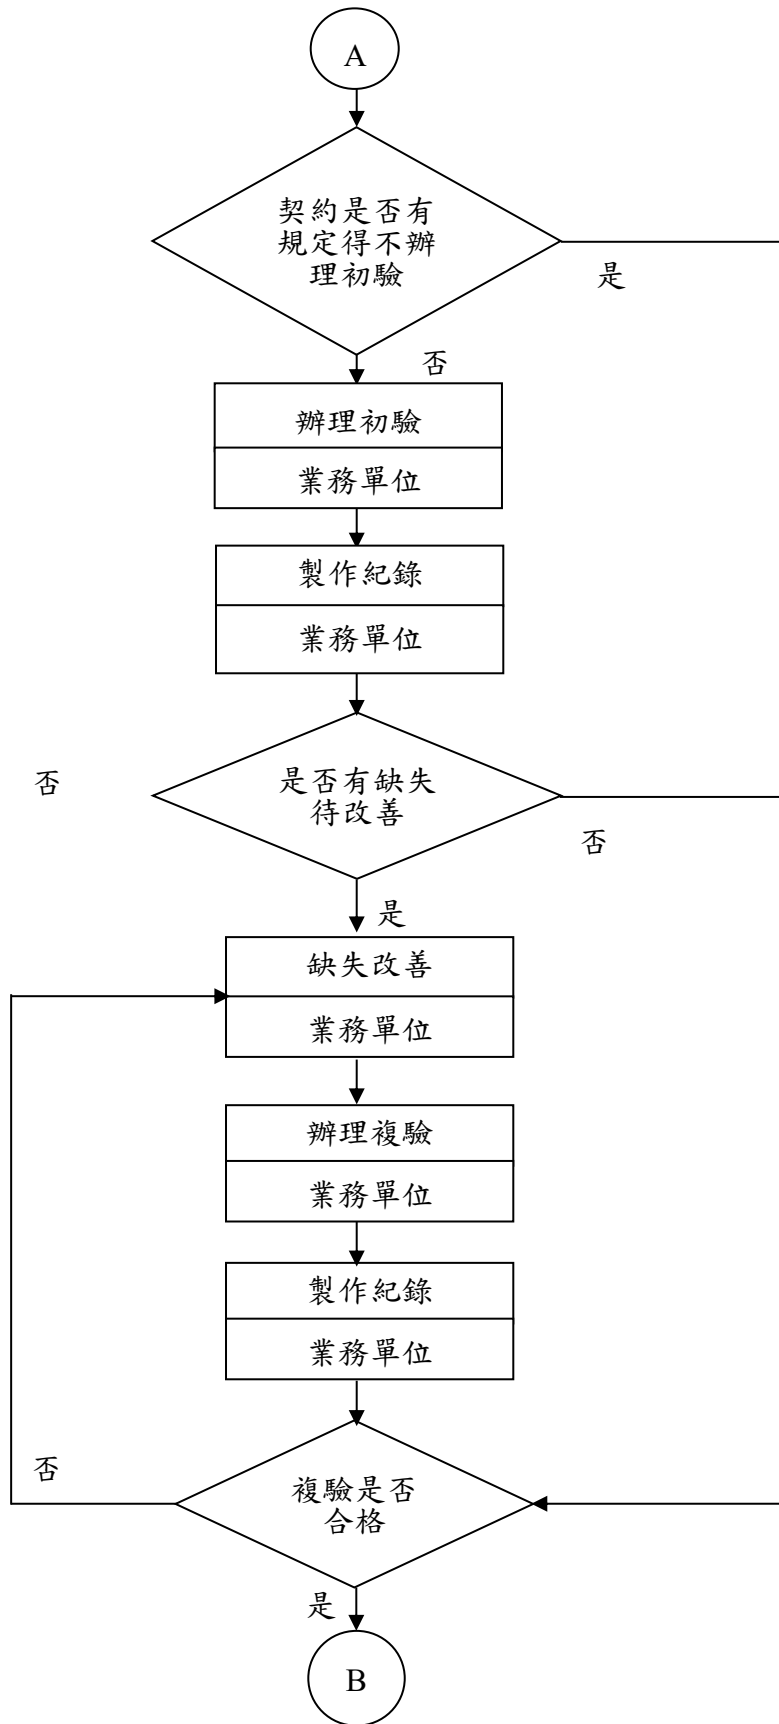 A
契約是否有
規定得不辦
理初驗
是
否
辦理初驗
業務單位
製作紀錄
業務單位
否
是否有缺失
待改善
否
是
缺失改善
業務單位
辦理複驗
業務單位
製作紀錄
業務單位
否
複驗是否
合格
是
B